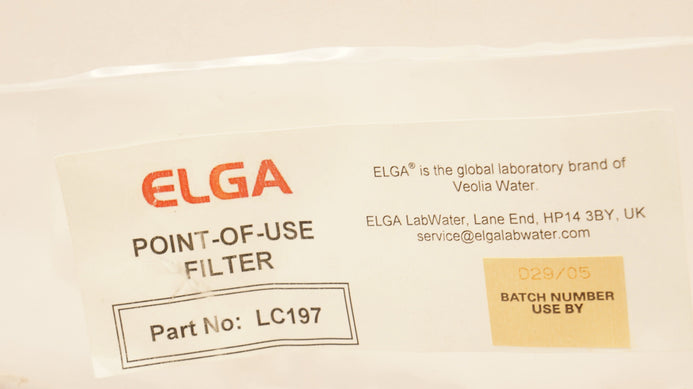 ELGA
POINT-OF-USE
FILTER
Part No: LC197
ELGA® is the global laboratory brand of
Veolia Water.
ELGA LabWater, Lane End, HP14 3BY, UK
service@elgalabwater.com
D29/05
BATCH NUMBER
USE BY